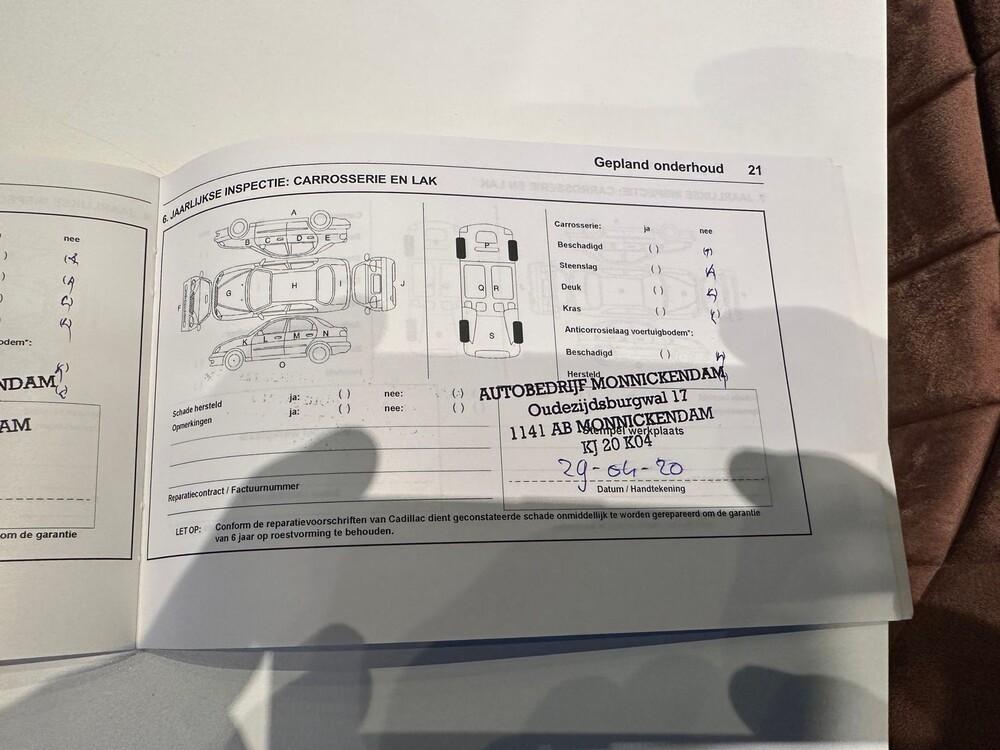 nee
odem*:
NDAM
AM
om de garantie
Gepland onderhoud 21
6. JAARLIJKSE INSPECTIE: CARROSSERIE EN LAK
A
B C D E
F G H I J
K L M N
O
P
Q R
S
Carrosserie: ja nee
Beschadigd ( ) ( )
Steenslag ( ) ( )
Deuk ( ) ( )
Kras ( ) ( )
Anticorrosielaag voertuigbodem*:
Beschadigd ( ) ( )
Hersteld
Schade hersteld ja: ( ) nee: ( )
ja: ( ) nee: ( )
Opmerkingen
AUTOBEDRIJF MONNICKENDAM
Oudezijdsburgwal 17
1141 AB MONNICKENDAM
Stempel werkplaats
KJ 20 K04
29-04-20
Datum / Handtekening
Reparatiecontract / Factuurnummer
LET OP: Conform de reparatievoorschriften van Cadillac dient geconstateerde schade onmiddellijk te worden gerepareerd om de garantie
van 6 jaar op roestvorming te behouden.